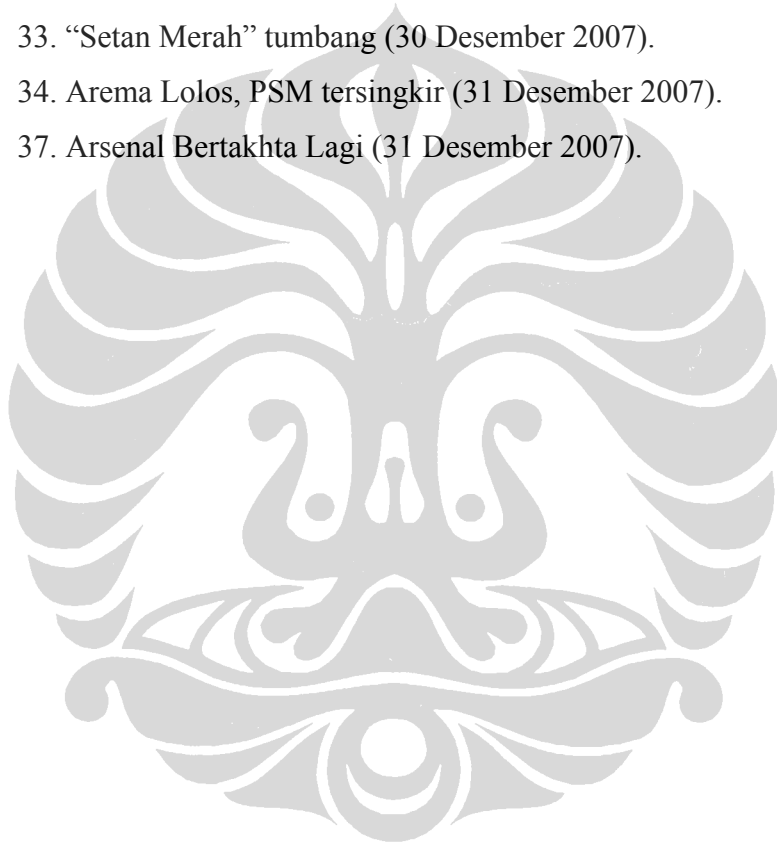 33. “Setan Merah” tumbang (30 Desember 2007).
34. Arema Lolos, PSM tersingkir (31 Desember 2007).
37. Arsenal Bertakhta Lagi (31 Desember 2007).